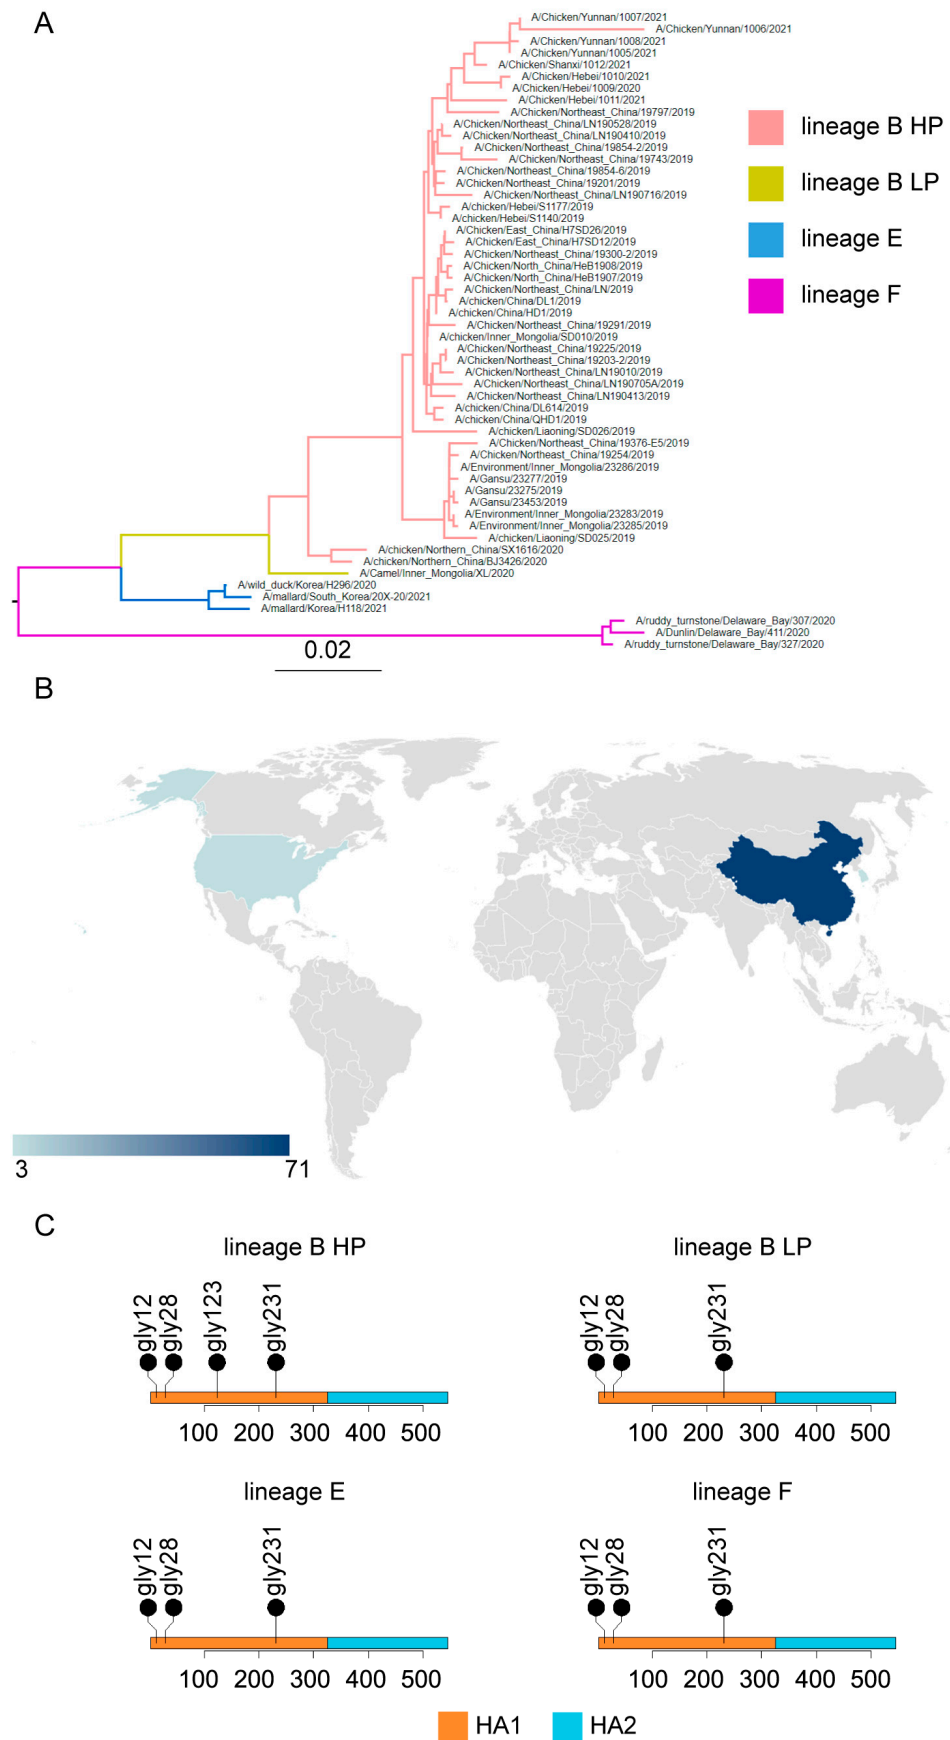 A
A/Chicken/Yunnan/1007/2021
A/Chicken/Yunnan/1006/2021
A/Chicken/Yunnan/1008/2021
A/Chicken/Yunnan/1005/2021
A/Chicken/Shanxi/1012/2021
A/Chicken/Hebei/1010/2021
A/Chicken/Hebei/1009/2020
A/Chicken/Hebei/1011/2021
A/Chicken/Northeast_China/19797/2019
A/Chicken/Northeast_China/LN190528/2019
A/Chicken/Northeast_China/LN190410/2019
A/Chicken/Northeast_China/19854-2/2019
A/Chicken/Northeast_China/19743/2019
A/Chicken/Northeast_China/19854-6/2019
A/Chicken/Northeast_China/19201/2019
A/Chicken/Northeast_China/LN190716/2019
A/chicken/Hebei/S1177/2019
A/chicken/Hebei/S1140/2019
A/Chicken/East_China/H7SD26/2019
A/Chicken/East_China/H7SD12/2019
A/Chicken/Northeast_China/19300-2/2019
A/Chicken/North_China/HeB1908/2019
A/Chicken/North_China/HeB1907/2019
A/Chicken/Northeast_China/LN/2019
A/chicken/China/DL1/2019
A/chicken/China/HD1/2019
A/Chicken/Northeast_China/19291/2019
A/chicken/Inner_Mongolia/SD010/2019
A/Chicken/Northeast_China/19225/2019
A/Chicken/Northeast_China/19203-2/2019
A/Chicken/Northeast_China/LN19010/2019
A/Chicken/Northeast_China/LN190705A/2019
A/Chicken/Northeast_China/LN190413/2019
A/chicken/China/DL614/2019
A/chicken/China/QHD1/2019
A/chicken/Liaoning/SD026/2019
A/Chicken/Northeast_China/19376-E5/2019
A/Chicken/Northeast_China/19254/2019
A/Environment/Inner_Mongolia/23286/2019
A/Gansu/23277/2019
A/Gansu/23275/2019
A/Gansu/23453/2019
A/Environment/Inner_Mongolia/23283/2019
A/Environment/Inner_Mongolia/23285/2019
A/chicken/Liaoning/SD025/2019
A/chicken/Northern_China/SX1616/2020
A/chicken/Northern_China/BJ3426/2020
A/Camel/Inner_Mongolia/XL/2020
A/wild_duck/Korea/H296/2020
A/mallard/South_Korea/20X-20/2021
A/mallard/Korea/H118/2021
A/ruddy_turnstone/Delaware_Bay/307/2020
A/Dunlin/Delaware_Bay/411/2020
A/ruddy_turnstone/Delaware_Bay/327/2020
lineage B HP
lineage B LP
lineage E
lineage F
0.02
B
3 71
C
lineage B HP
gly12 gly28 gly123 gly231
100 200 300 400 500
lineage B LP
gly12 gly28 gly231
100 200 300 400 500
lineage E
gly12 gly28 gly231
100 200 300 400 500
lineage F
gly12 gly28 gly231
100 200 300 400 500
HA1 HA2